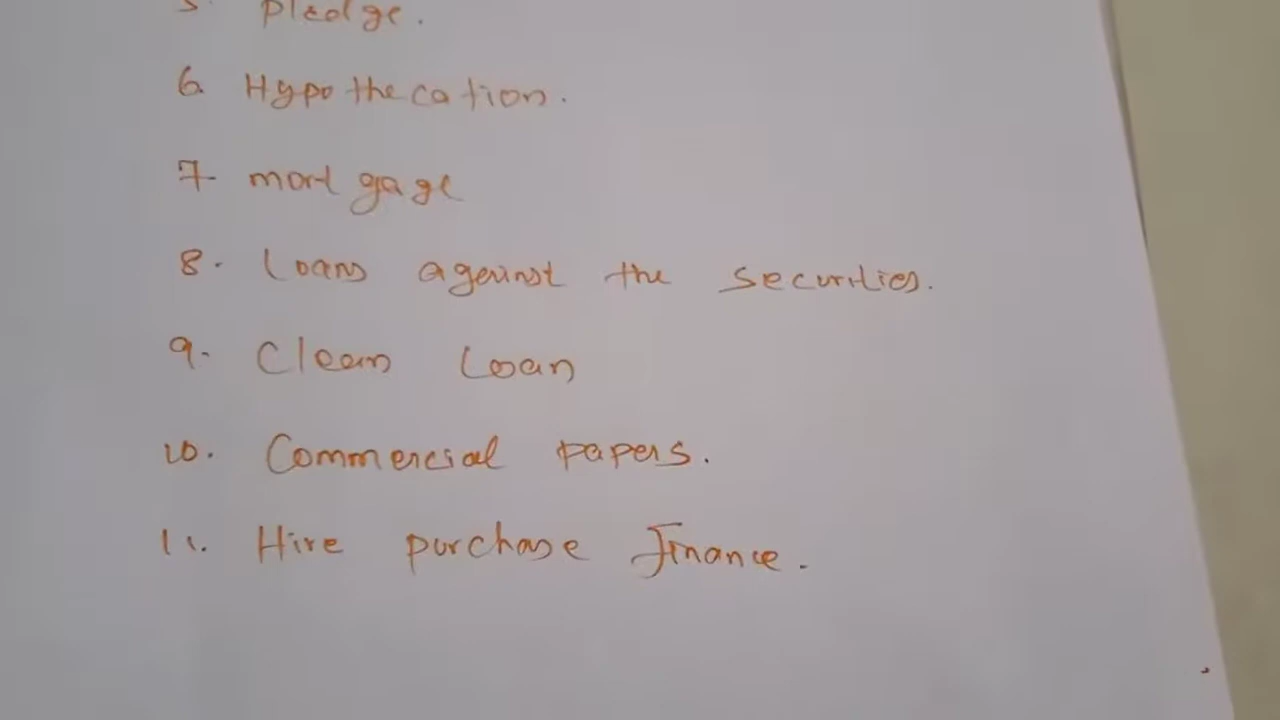 5. Pledge.
6. Hypothecation.
7 mortgage
8. Loans against the securities.
9. Clean Loan
10. Commercial papers.
11. Hire purchase Finance.